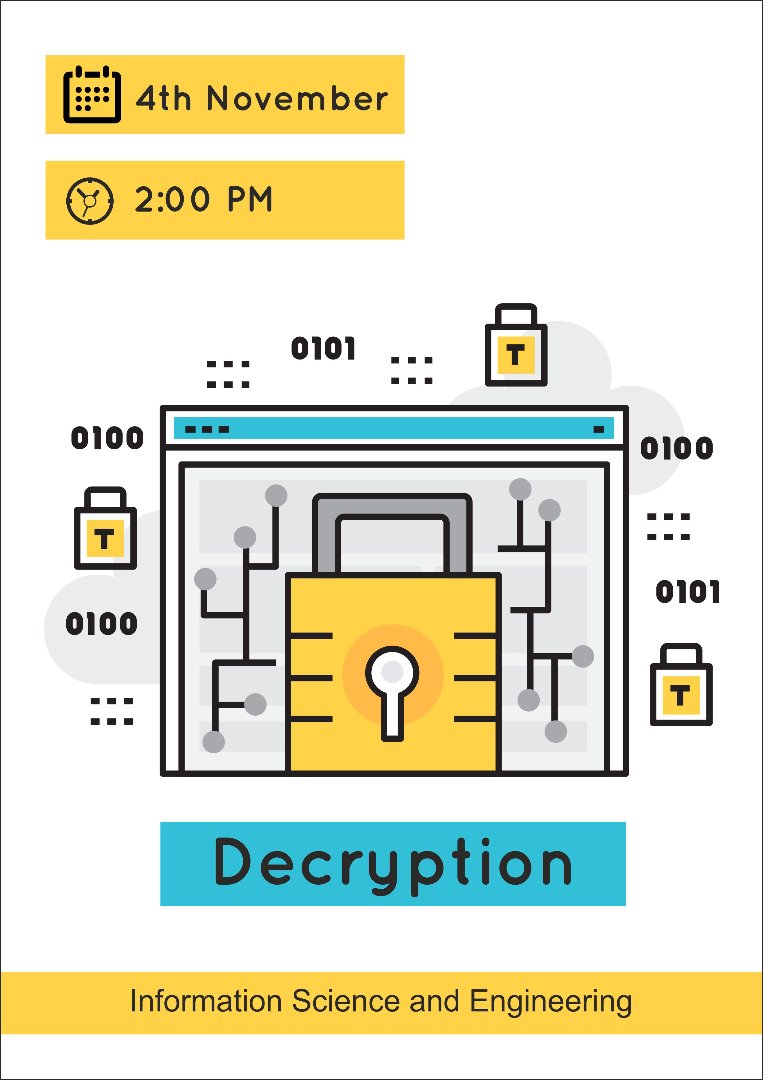 4th November
2:00 PM
0101
T
0100
0100
T
0101
0100
T
Decryption
Information Science and Engineering